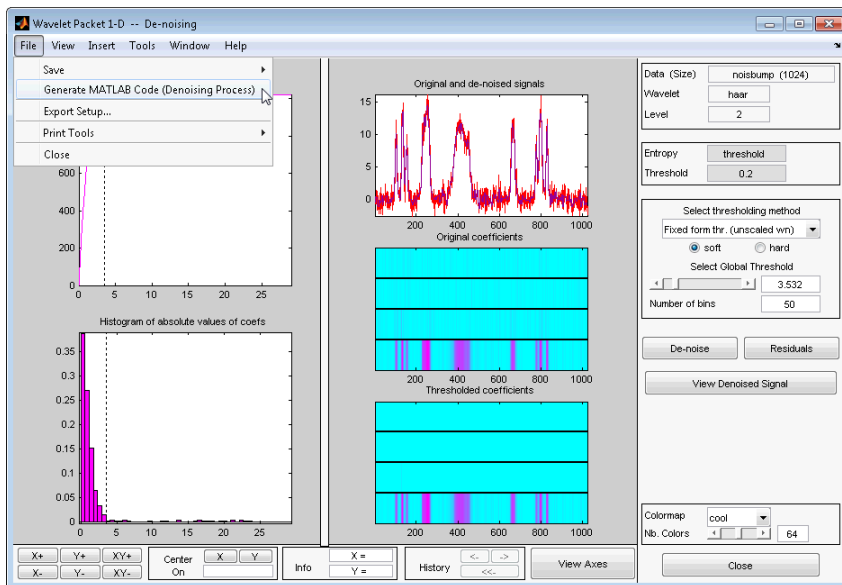 Wavelet Packet 1-D -- De-noising
File View Insert Tools Window Help
Save
Generate MATLAB Code (Denoising Process)
Export Setup...
Print Tools
Close
600
400
200
0
0 5 10 15 20 25
Histogram of absolute values of coefs
0.35
0.3
0.25
0.2
0.15
0.1
0.05
0
0 5 10 15 20 25
Original and de-noised signals
15
10
5
0
200 400 600 800 1000
Original coefficients
200 400 600 800 1000
Thresholded coefficients
200 400 600 800 1000
Data (Size) noisbump (1024)
Wavelet haar
Level 2
Entropy threshold
Threshold 0.2
Select thresholding method
Fixed form thr. (unscaled wn)
soft hard
Select Global Threshold
3.532
Number of bins 50
De-noise Residuals
View Denoised Signal
Colormap cool
Nb. Colors 64
Close
X+ Y+ XY+
X- Y- XY-
Center On X Y
Info X = Y =
History <- -> <<-
View Axes